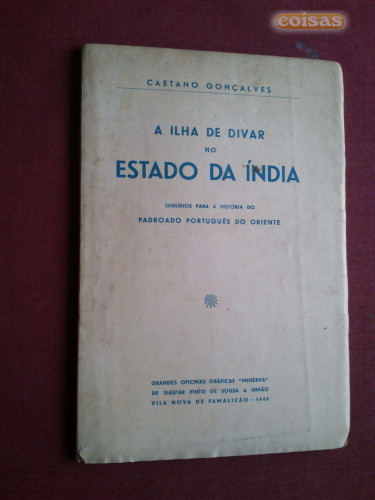 coisas
CAETANO GONÇALVES
A ILHA DE DIVAR
NO
ESTADO DA ÍNDIA
SUBSÍDIOS PARA A HISTÓRIA DO
PADROADO PORTUGUÊS DO ORIENTE
GRANDES OFICINAS GRÁFICAS "MINERVA"
DE GASPAR PINTO DE SOUSA & IRMÃO
VILA NOVA DE FAMALICÃO —